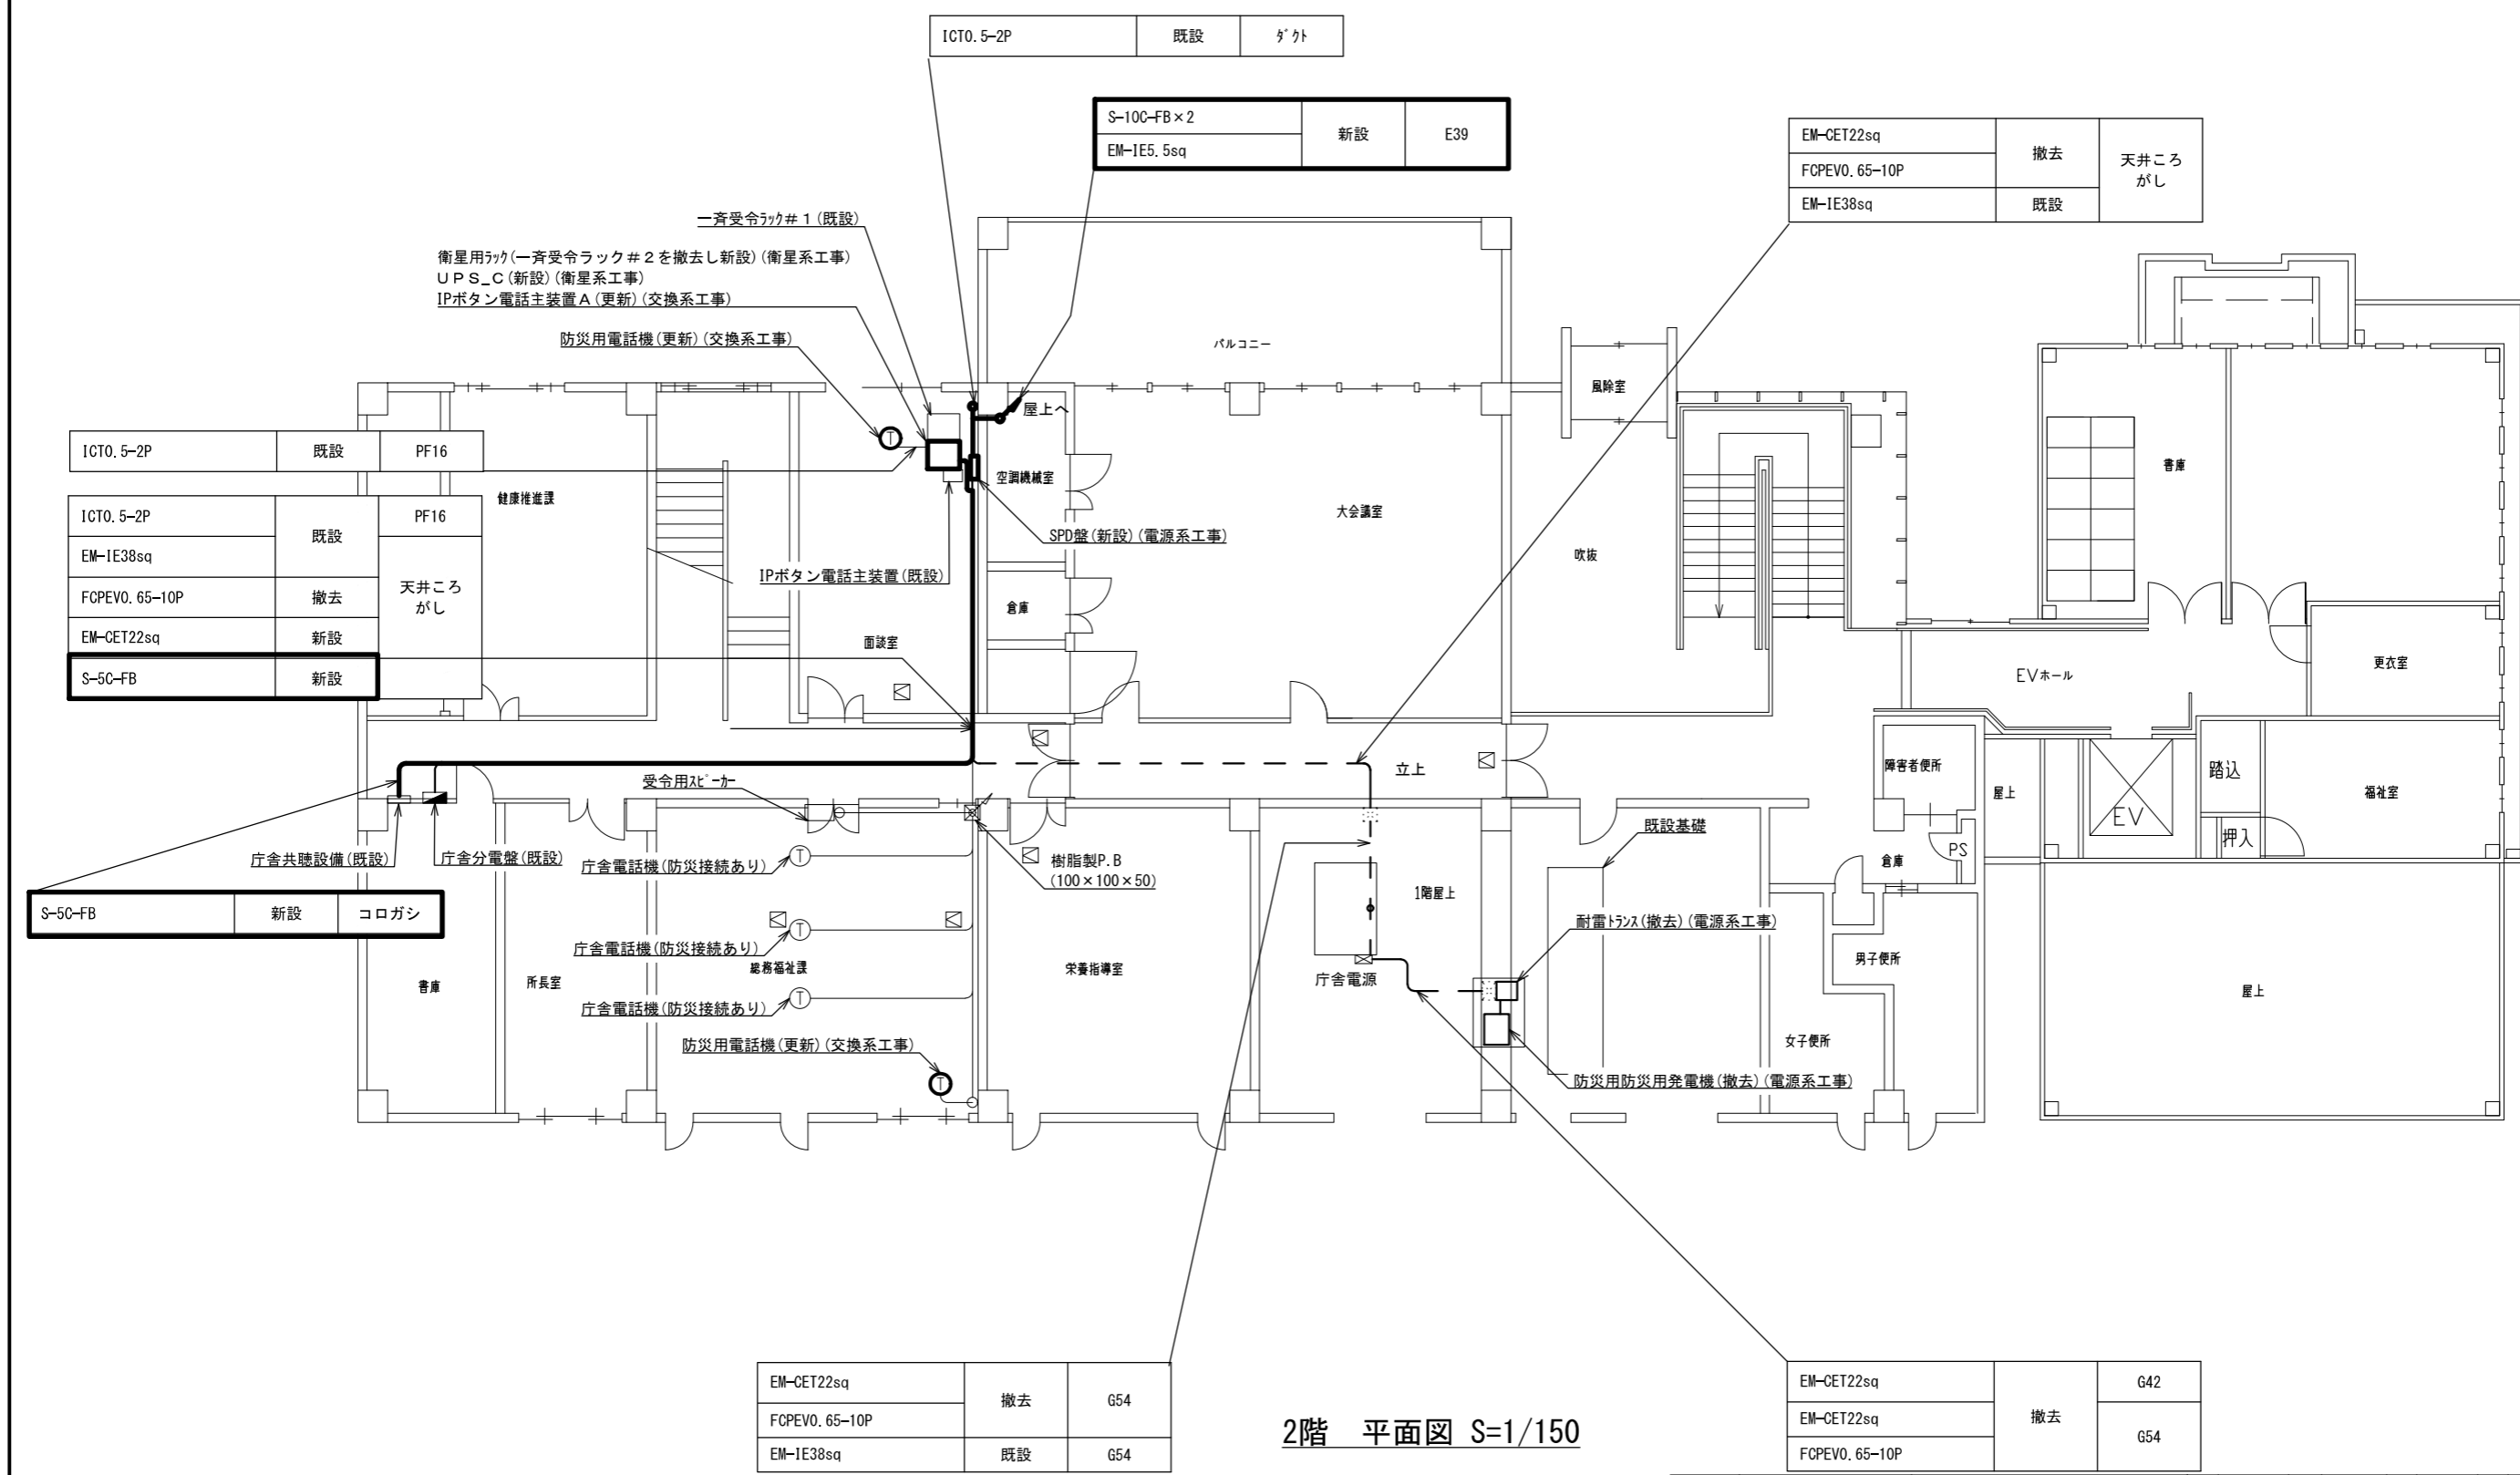 ICT0.5-2P 既設 ダクト
S-10C-FB×2 新設 E39
EM-IE5.5sq
EM-CET22sq 撤去 天井ころがし
FCPEV0.65-10P
EM-IE38sq 既設
一斉受令ラック＃１(既設)
衛星用ラック(一斉受令ラック＃２を撤去し新設)(衛星系工事)
ＵＰＳ_Ｃ(新設)(衛星系工事)
IPボタン電話主装置Ａ(更新)(交換系工事)
防災用電話機(更新)(交換系工事)
バルコニー
風除室
屋上へ
ICT0.5-2P 既設 PF16
健康推進課
空調機械室
大会議室
書庫
ICT0.5-2P 既設 PF16
EM-IE38sq 天井ころがし
FCPEV0.65-10P 撤去
EM-CET22sq 新設
S-5C-FB 新設
SPD盤(新設)(電源系工事)
吹抜
IPボタン電話主装置(既設)
倉庫
面談室
EVホール
更衣室
受令用スピーカー
立上
障害者便所
屋上
EV
踏込
押入
福祉室
庁舎共聴設備(既設)
庁舎分電盤(既設)
庁舎電話機(防災接続あり)
樹脂製P.B
(100×100×50)
既設基礎
倉庫
PS
S-5C-FB 新設 コロガシ
1階屋上
耐雷トランス(撤去)(電源系工事)
庁舎電話機(防災接続あり)
総務福祉課
書庫
所長室
栄養指導室
庁舎電源
男子便所
屋上
庁舎電話機(防災接続あり)
防災用電話機(更新)(交換系工事)
女子便所
防災用防災用発電機(撤去)(電源系工事)
T
T
T
T
T
EM-CET22sq 撤去 G54
FCPEV0.65-10P
EM-IE38sq 既設 G54
2階　平面図 S=1/150
EM-CET22sq 撤去 G42
EM-CET22sq G54
FCPEV0.65-10P